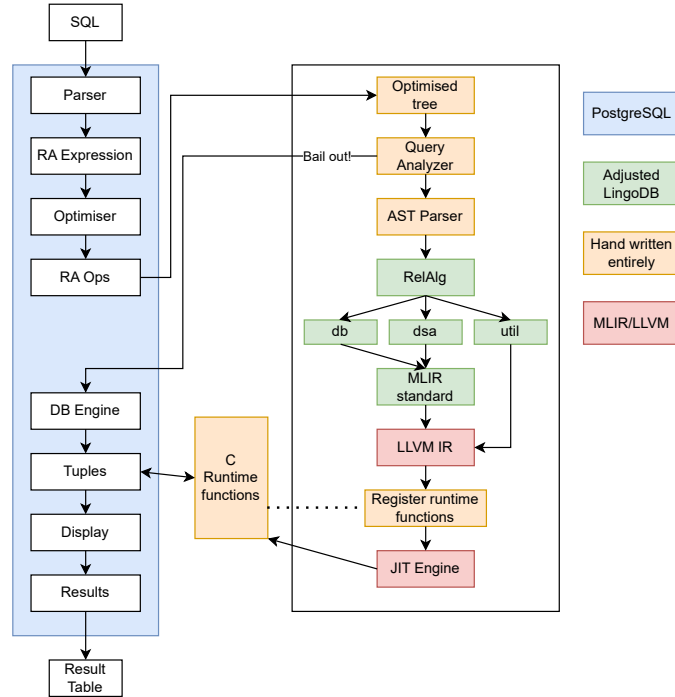 SQL
Parser
RA Expression
Optimiser
RA Ops
DB Engine
Tuples
Display
Results
Result
Table
C
Runtime
functions
Bail out!
Optimised
tree
Query
Analyzer
AST Parser
RelAlg
db
dsa
util
MLIR
standard
LLVM IR
Register runtime
functions
JIT Engine
PostgreSQL
Adjusted
LingoDB
Hand written
entirely
MLIR/LLVM